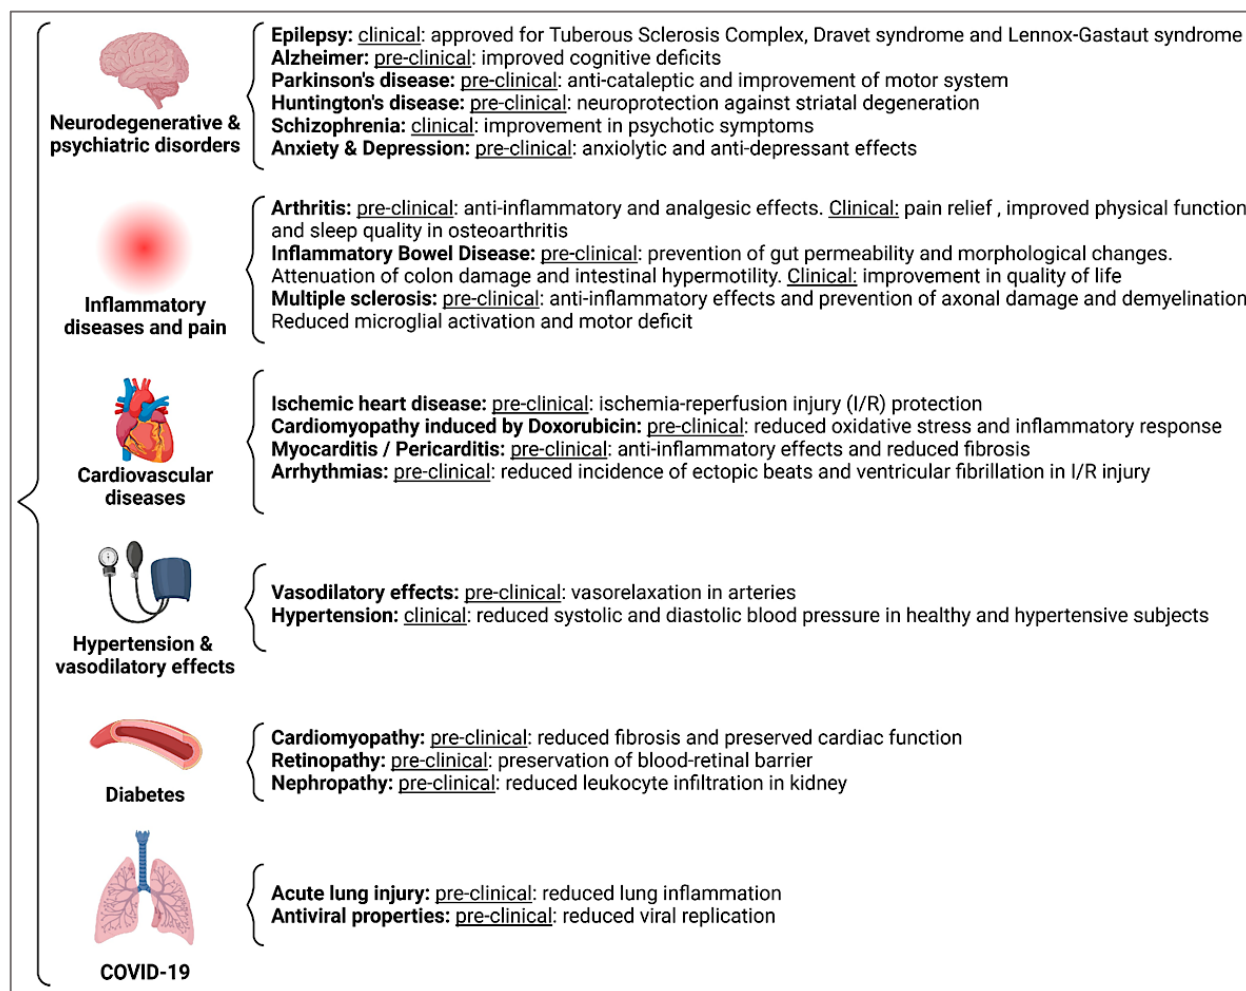 Neurodegenerative &
psychiatric disorders
Epilepsy: clinical: approved for Tuberous Sclerosis Complex, Dravet syndrome and Lennox-Gastaut syndrome
Alzheimer: pre-clinical: improved cognitive deficits
Parkinson's disease: pre-clinical: anti-cataleptic and improvement of motor system
Huntington's disease: pre-clinical: neuroprotection against striatal degeneration
Schizophrenia: clinical: improvement in psychotic symptoms
Anxiety & Depression: pre-clinical: anxiolytic and anti-depressant effects
Inflammatory
diseases and pain
Arthritis: pre-clinical: anti-inflammatory and analgesic effects. Clinical: pain relief , improved physical function
and sleep quality in osteoarthritis
Inflammatory Bowel Disease: pre-clinical: prevention of gut permeability and morphological changes.
Attenuation of colon damage and intestinal hypermotility. Clinical: improvement in quality of life
Multiple sclerosis: pre-clinical: anti-inflammatory effects and prevention of axonal damage and demyelination
Reduced microglial activation and motor deficit
Cardiovascular
diseases
Ischemic heart disease: pre-clinical: ischemia-reperfusion injury (I/R) protection
Cardiomyopathy induced by Doxorubicin: pre-clinical: reduced oxidative stress and inflammatory response
Myocarditis / Pericarditis: pre-clinical: anti-inflammatory effects and reduced fibrosis
Arrhythmias: pre-clinical: reduced incidence of ectopic beats and ventricular fibrillation in I/R injury
Hypertension &
vasodilatory effects
Vasodilatory effects: pre-clinical: vasorelaxation in arteries
Hypertension: clinical: reduced systolic and diastolic blood pressure in healthy and hypertensive subjects
Diabetes
Cardiomyopathy: pre-clinical: reduced fibrosis and preserved cardiac function
Retinopathy: pre-clinical: preservation of blood-retinal barrier
Nephropathy: pre-clinical: reduced leukocyte infiltration in kidney
COVID-19
Acute lung injury: pre-clinical: reduced lung inflammation
Antiviral properties: pre-clinical: reduced viral replication